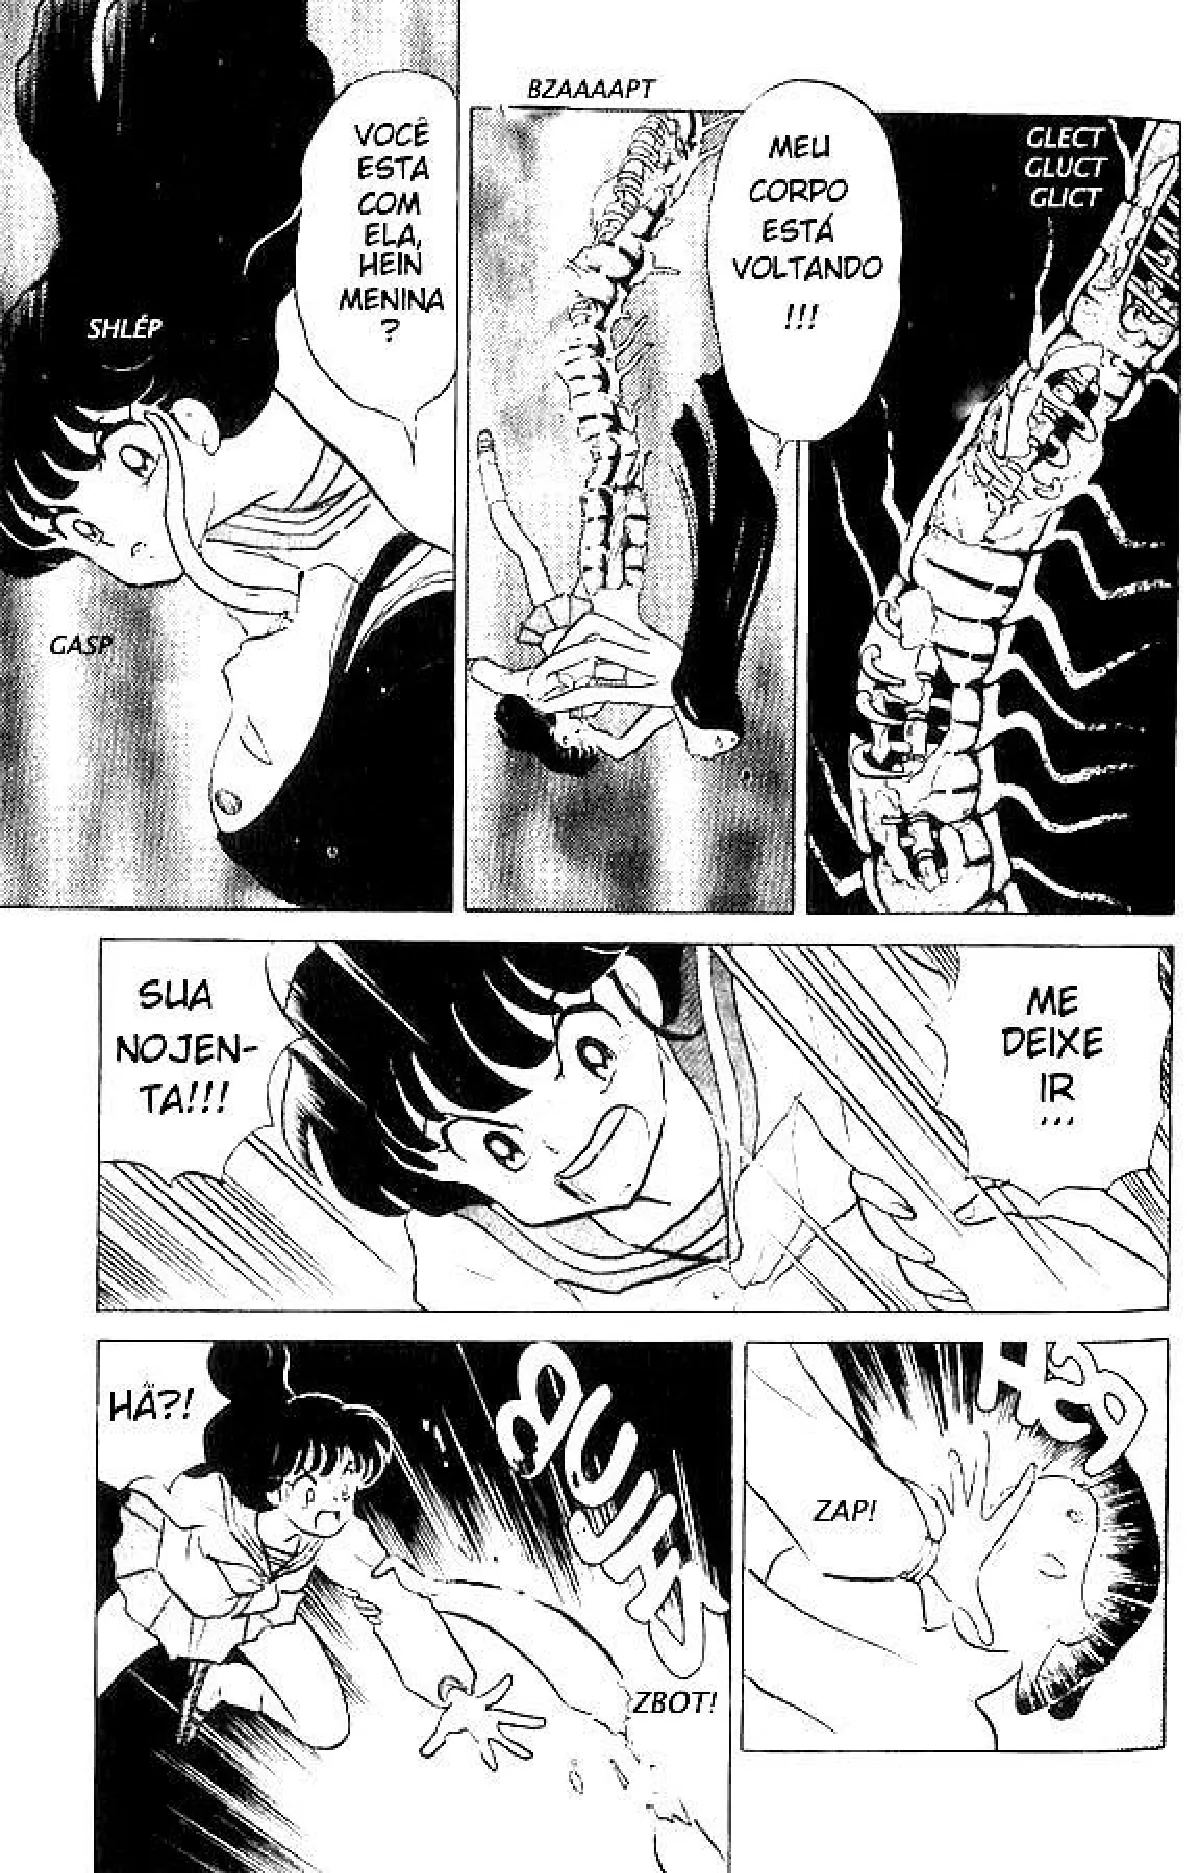 GLECT
GLUCT
GLICT
BZAAAAPT
MEU
CORPO
ESTÁ
VOLTANDO
!!!
VOCÊ
ESTA
COM
ELA,
HEIN
MENINA
?
SHLÉP
GASP
ME
DEIXE
IR
...
SUA
NOJEN-
TA!!!
ZAP!
HÃ?!
ZBOT!